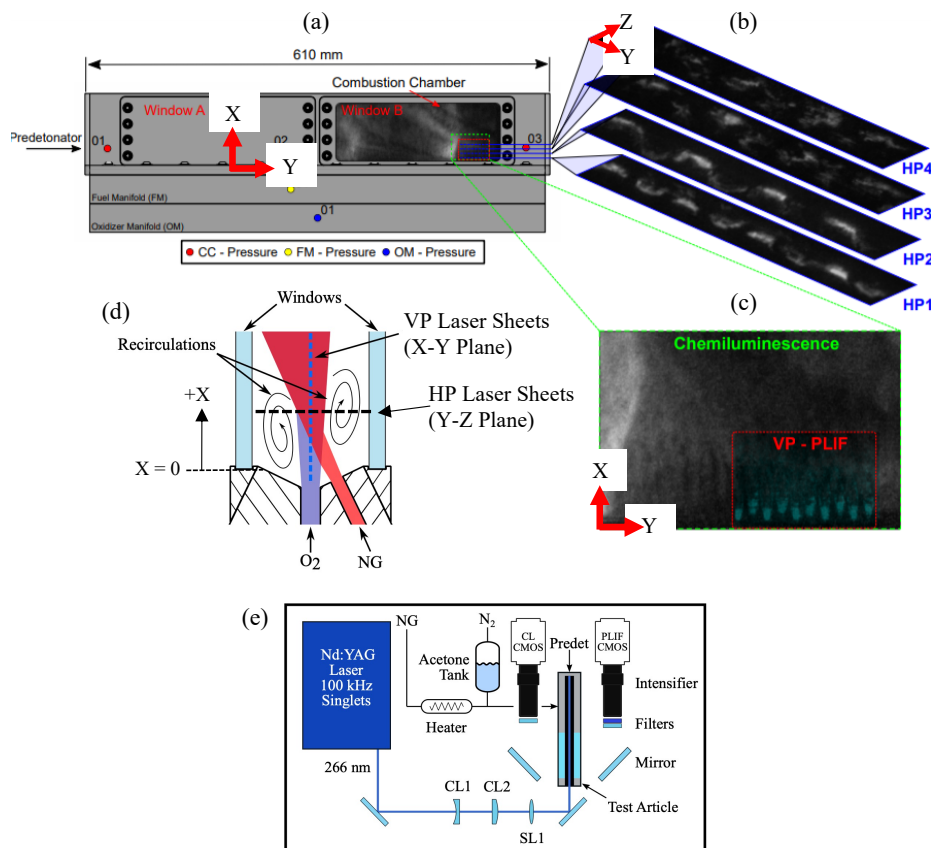 (a)
610 mm
Combustion Chamber
Window A
Window B
X
Y
Predetonator
01
02
03
Fuel Manifold (FM)
01
Oxidizer Manifold (OM)
CC - Pressure
FM - Pressure
OM - Pressure
(b)
Z
Y
HP4
HP3
HP2
HP1
(c)
Chemiluminescence
VP - PLIF
X
Y
(d)
Windows
Recirculations
VP Laser Sheets
(X-Y Plane)
+X
HP Laser Sheets
(Y-Z Plane)
X = 0
O2
NG
(e)
Nd:YAG
Laser
100 kHz
Singlets
266 nm
NG
N2
Acetone
Tank
Heater
CL
CMOS
Predet
PLIF
CMOS
Intensifier
Filters
Mirror
Test Article
CL1
CL2
SL1